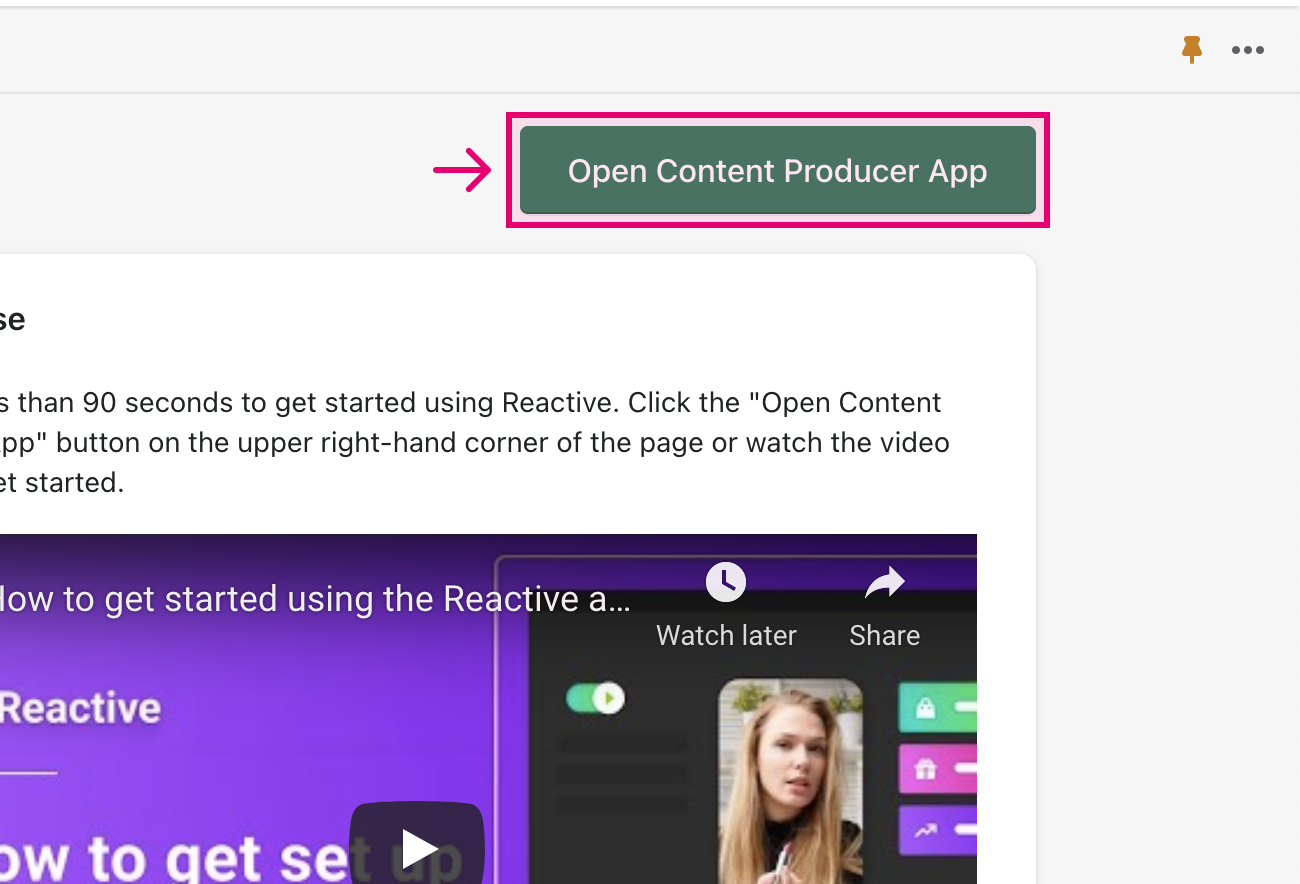 Open Content Producer App
se
s than 90 seconds to get started using Reactive. Click the "Open Content
App" button on the upper right-hand corner of the page or watch the video
et started.
How to get started using the Reactive a...
Watch later
Share
Reactive
ow to get set up